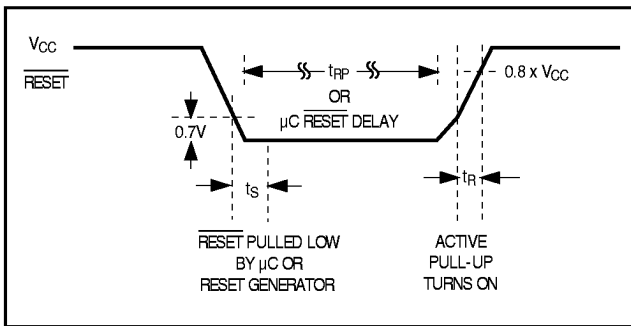 VCC
RESET
0.7V
tRP
OR
µC RESET DELAY
0.8 x VCC
tS
tR
RESET PULLED LOW
BY µC OR
RESET GENERATOR
ACTIVE
PULL-UP
TURNS ON